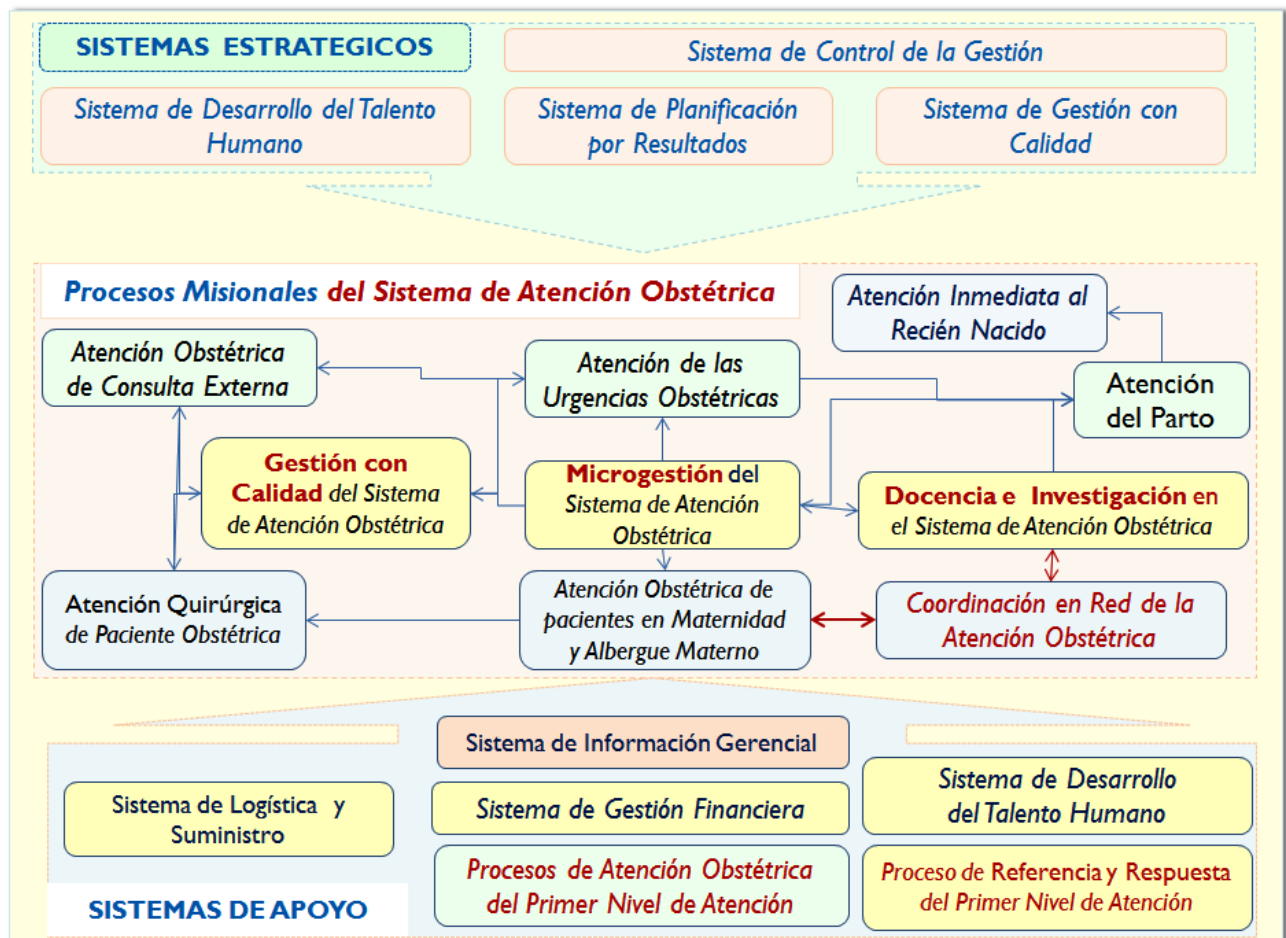 SISTEMAS ESTRATEGICOS
Sistema de Control de la Gestión
Sistema de Desarrollo del Talento
Humano
Sistema de Planificación
por Resultados
Sistema de Gestión con
Calidad
Procesos Misionales del Sistema de Atención Obstétrica
Atención Inmediata al
Recién Nacido
Atención Obstétrica
de Consulta Externa
Atención de las
Urgencias Obstétricas
Atención
del Parto
Gestión con
Calidad del Sistema
de Atención Obstétrica
Microgestión del
Sistema de Atención
Obstétrica
Docencia e Investigación en
el Sistema de Atención Obstétrica
Atención Quirúrgica
de Paciente Obstétrica
Atención Obstétrica de
pacientes en Maternidad
y Albergue Materno
Coordinación en Red de la
Atención Obstétrica
Sistema de Información Gerencial
Sistema de Logística y
Suministro
Sistema de Gestión Financiera
Sistema de Desarrollo
del Talento Humano
Procesos de Atención Obstétrica
del Primer Nivel de Atención
Proceso de Referencia y Respuesta
del Primer Nivel de Atención
SISTEMAS DE APOYO